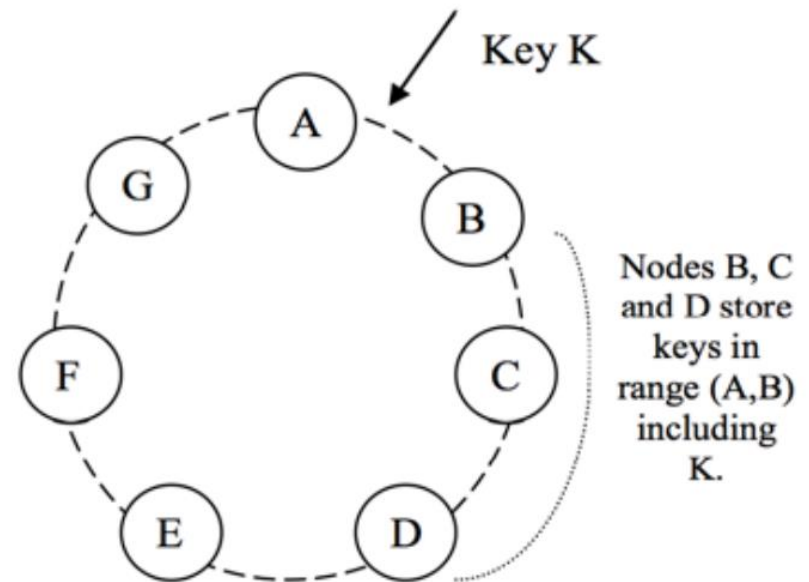 Key K
A
G
B
Nodes B, C
and D store
keys in
range (A,B)
including
K.
F
C
E
D